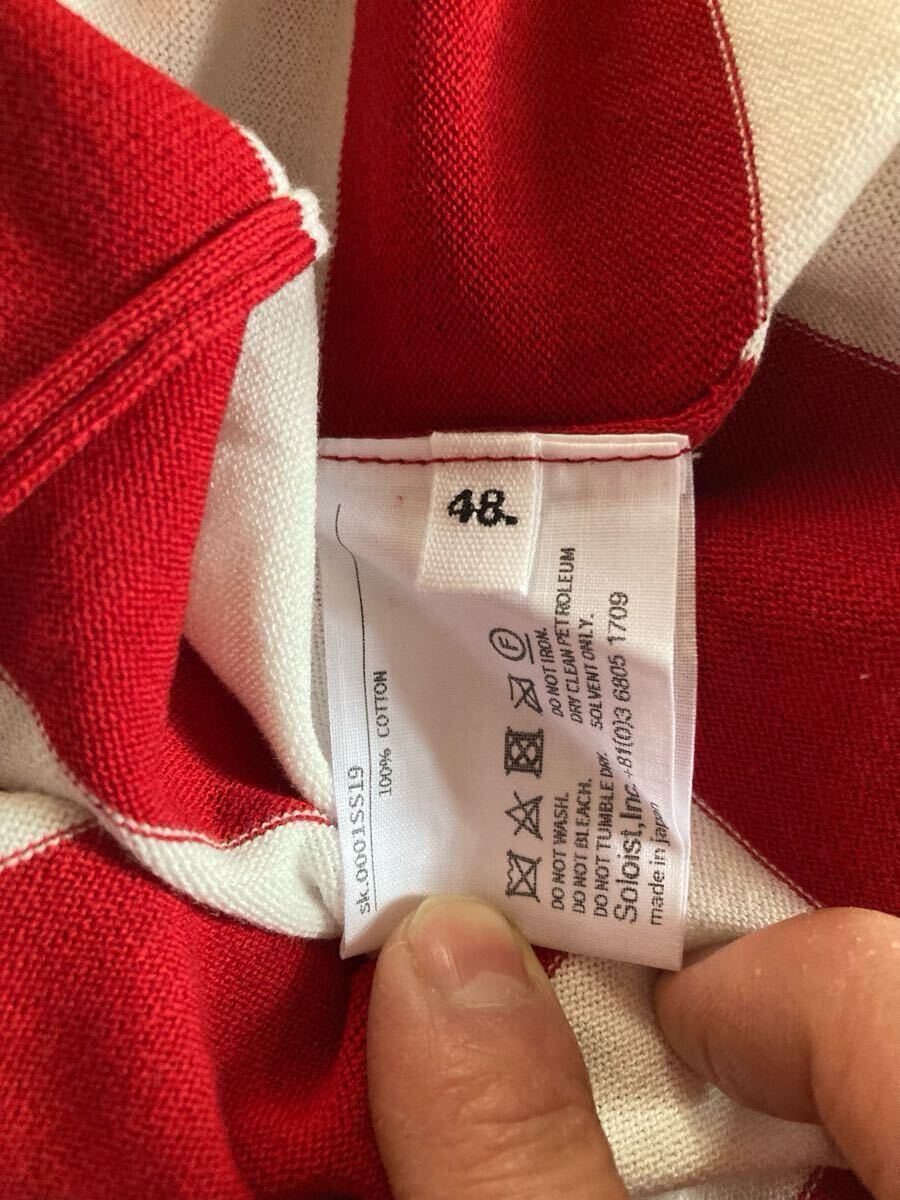 48.
sk.0001SS19
100% COTTON
F
DO NOT WASH.
DO NOT BLEACH.
DO NOT TUMBLE DRY.
DO NOT IRON.
DRY CLEAN PETROLEUM
SOLVENT ONLY.
Soloist,Inc. +81(0)3 6805 1709
made in japan